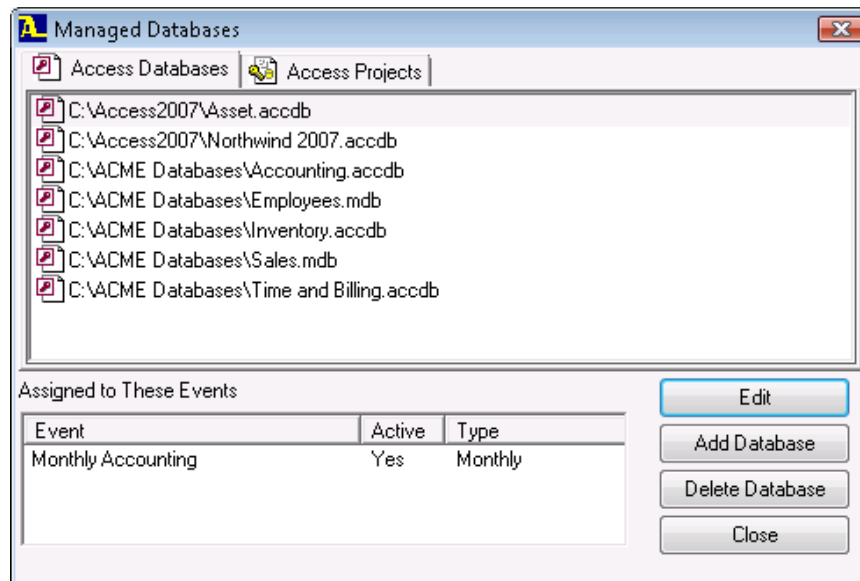 Managed Databases
Access Databases Access Projects
C:\Access2007\Asset.accdb
C:\Access2007\Northwind 2007.accdb
C:\ACME Databases\Accounting.accdb
C:\ACME Databases\Employees.mdb
C:\ACME Databases\Inventory.accdb
C:\ACME Databases\Sales.mdb
C:\ACME Databases\Time and Billing.accdb
Assigned to These Events
Event Active Type
Monthly Accounting Yes Monthly
Edit
Add Database
Delete Database
Close